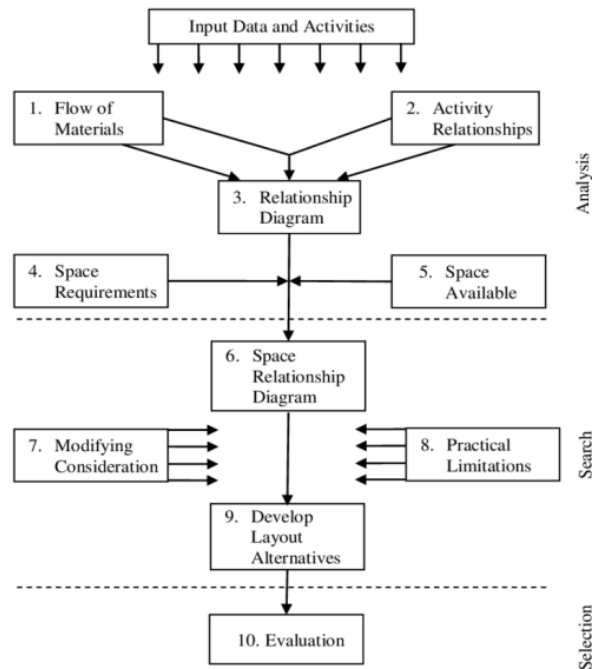 Input Data and Activities
1. Flow of
Materials
2. Activity
Relationships
3. Relationship
Diagram
Analysis
4. Space
Requirements
5. Space
Available
6. Space
Relationship
Diagram
7. Modifying
Consideration
8. Practical
Limitations
Search
9. Develop
Layout
Alternatives
10. Evaluation
Selection